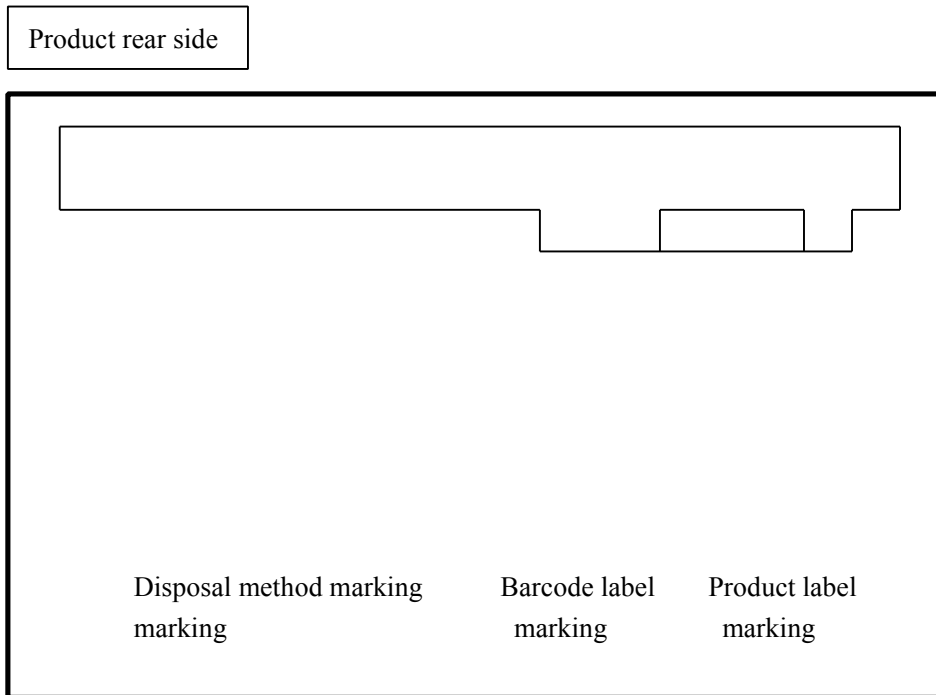 Product rear side
Disposal method marking Barcode label Product label
marking marking marking